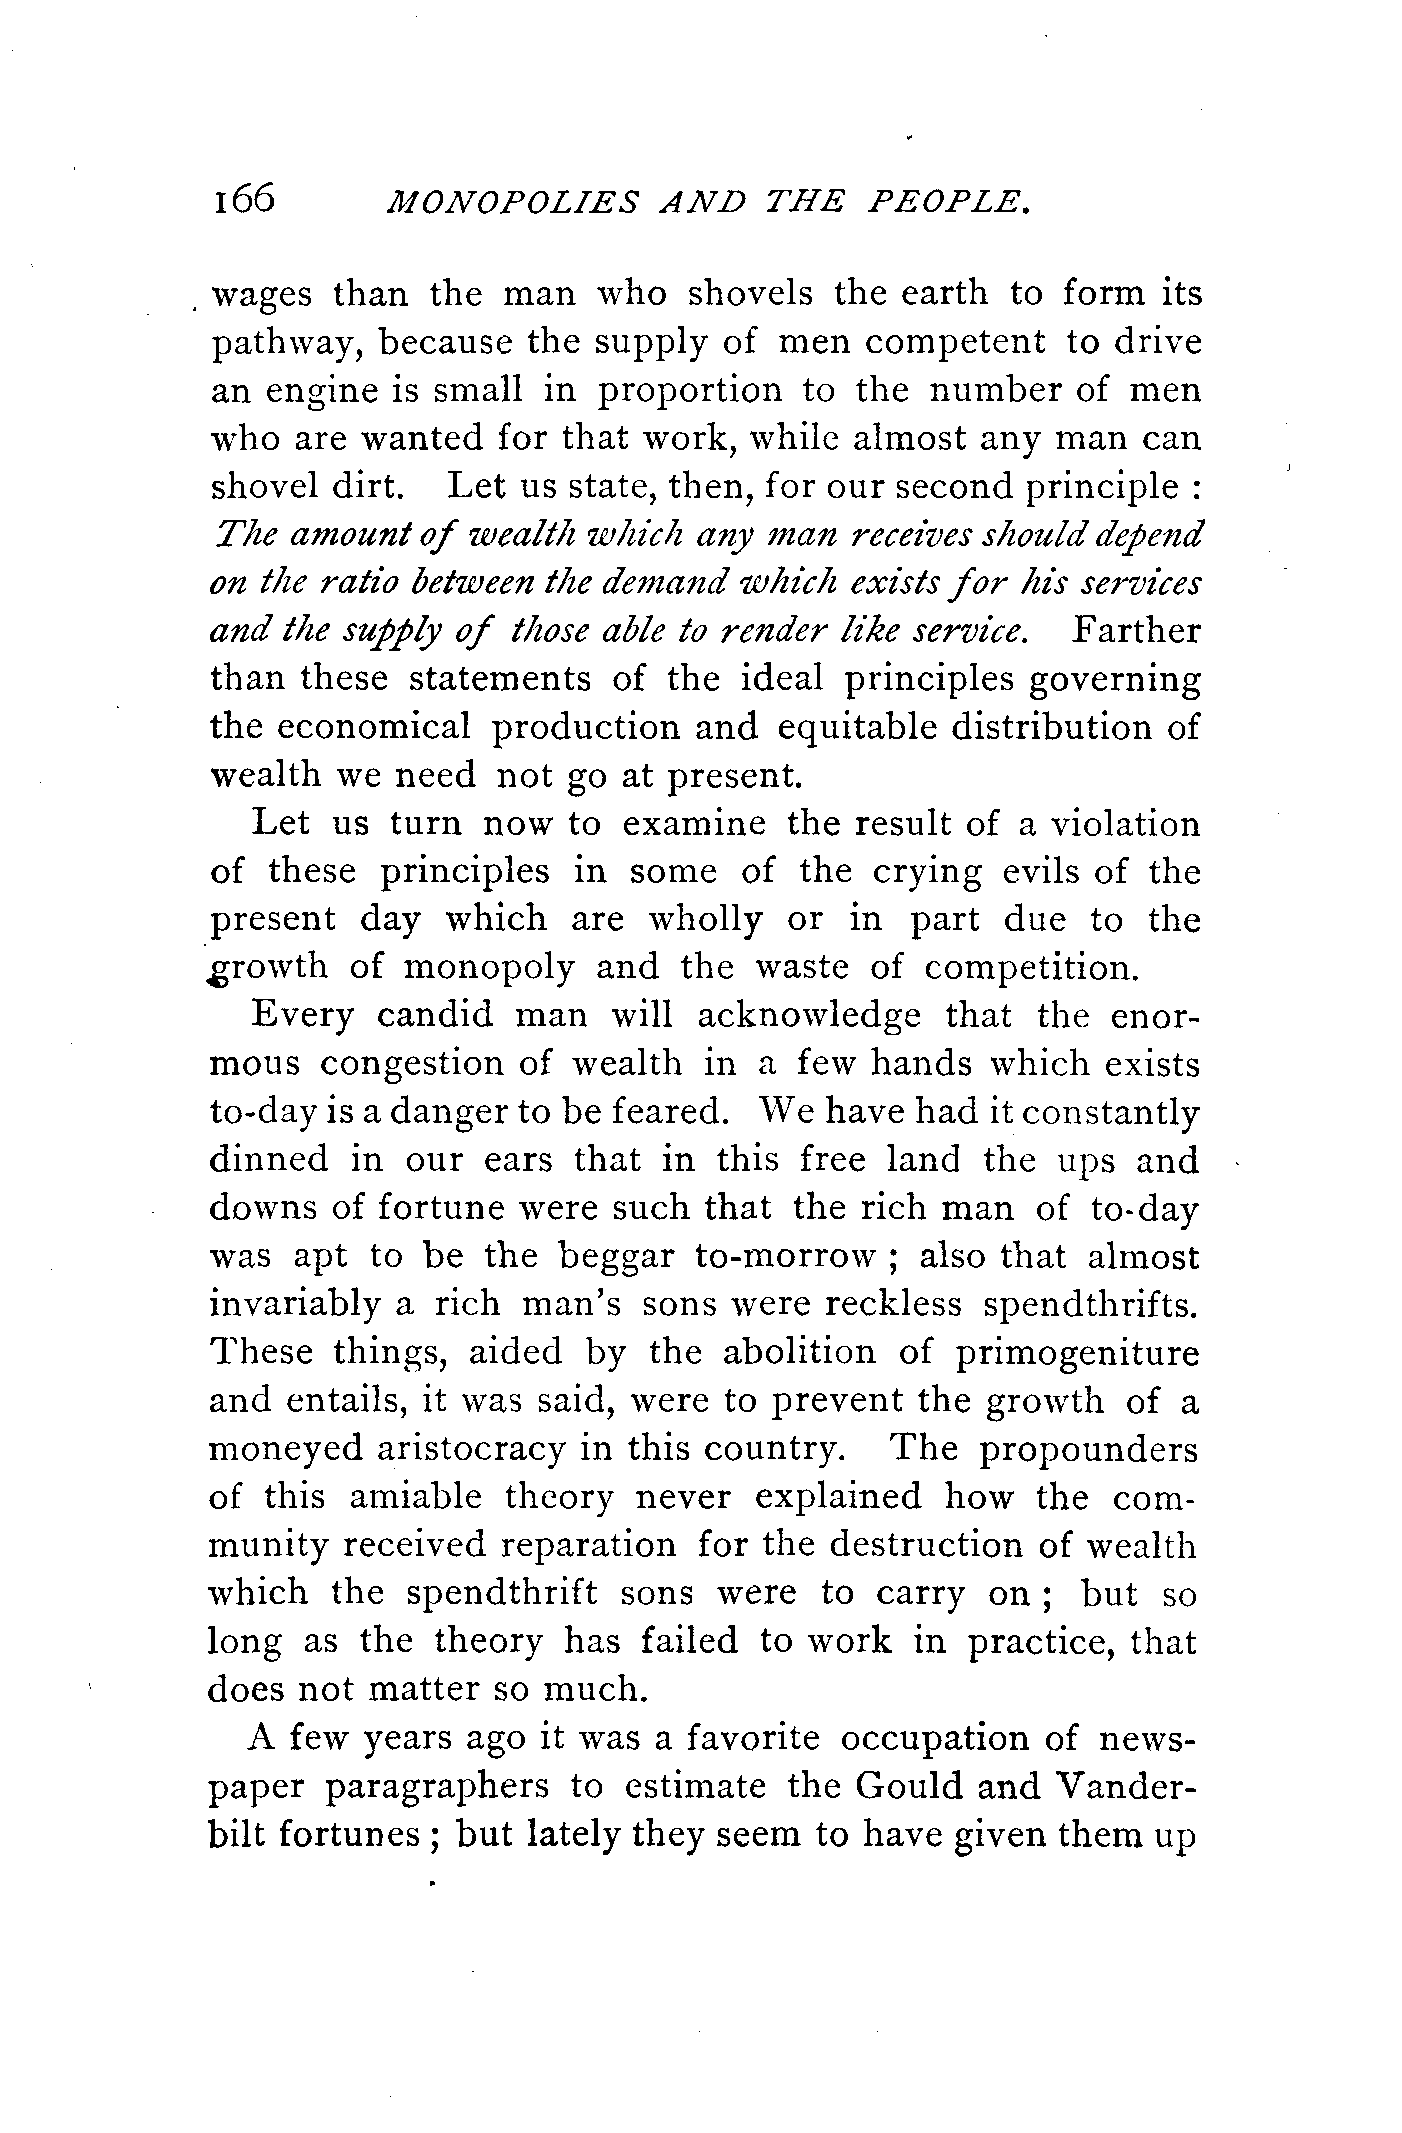 166 MONOPOLIES AND THE PEOPLE.
wages than the man who shovels the earth to form its
pathway, because the supply of men competent to drive
an engine is small in proportion to the number of men
who are wanted for that work, while almost any man can
shovel dirt. Let us state, then, for our second principle :
The amount of wealth which any man receives should depend
on the ratio between the demand which exists for his services
and the supply of those able to render like service. Farther
than these statements of the ideal principles governing
the economical production and equitable distribution of
wealth we need not go at present.
Let us turn now to examine the result of a violation
of these principles in some of the crying evils of the
present day which are wholly or in part due to the
growth of monopoly and the waste of competition.
Every candid man will acknowledge that the enor-
mous congestion of wealth in a few hands which exists
to-day is a danger to be feared. We have had it constantly
dinned in our ears that in this free land the ups and
downs of fortune were such that the rich man of to-day
was apt to be the beggar to-morrow ; also that almost
invariably a rich man's sons were reckless spendthrifts.
These things, aided by the abolition of primogeniture
and entails, it was said, were to prevent the growth of a
moneyed aristocracy in this country. The propounders
of this amiable theory never explained how the com-
munity received reparation for the destruction of wealth
which the spendthrift sons were to carry on ; but so
long as the theory has failed to work in practice, that
does not matter so much.
A few years ago it was a favorite occupation of news-
paper paragraphers to estimate the Gould and Vander-
bilt fortunes ; but lately they seem to have given them up